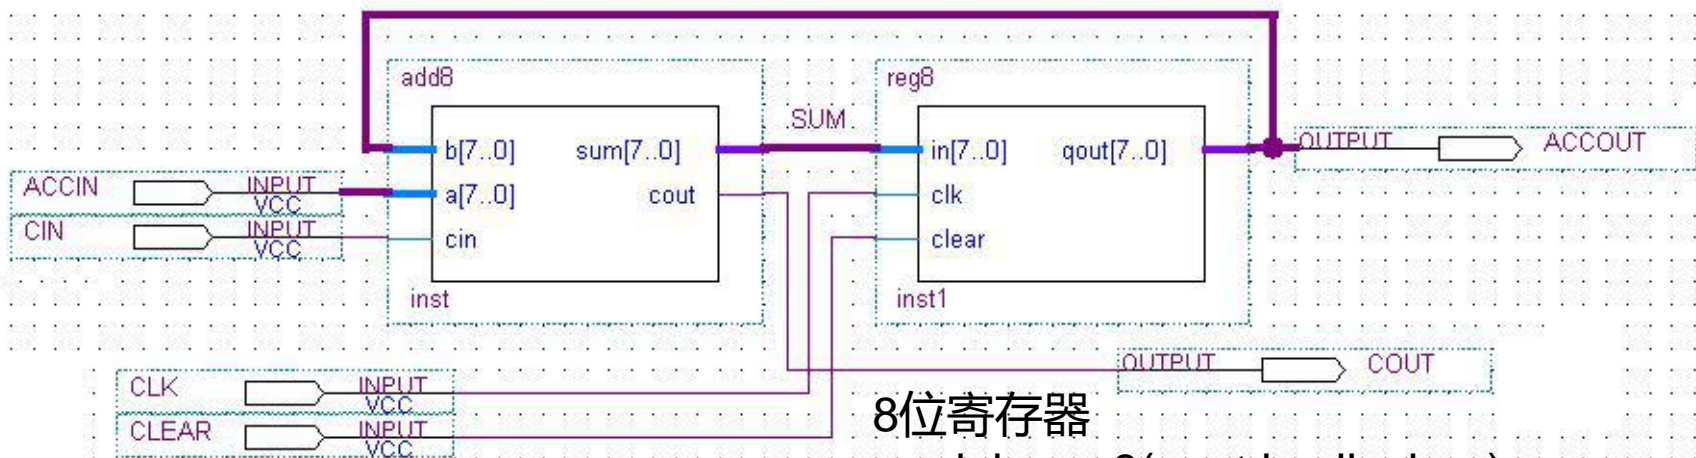 add8
reg8
SUM
b[7..0]
sum[7..0]
in[7..0]
qout[7..0]
OUTPUT
ACCOUT
ACCIN
INPUT
VCC
a[7..0]
cout
clk
CIN
INPUT
VCC
cin
clear
inst
inst1
OUTPUT
COUT
CLK
INPUT
VCC
8位寄存器
CLEAR
INPUT
VCC